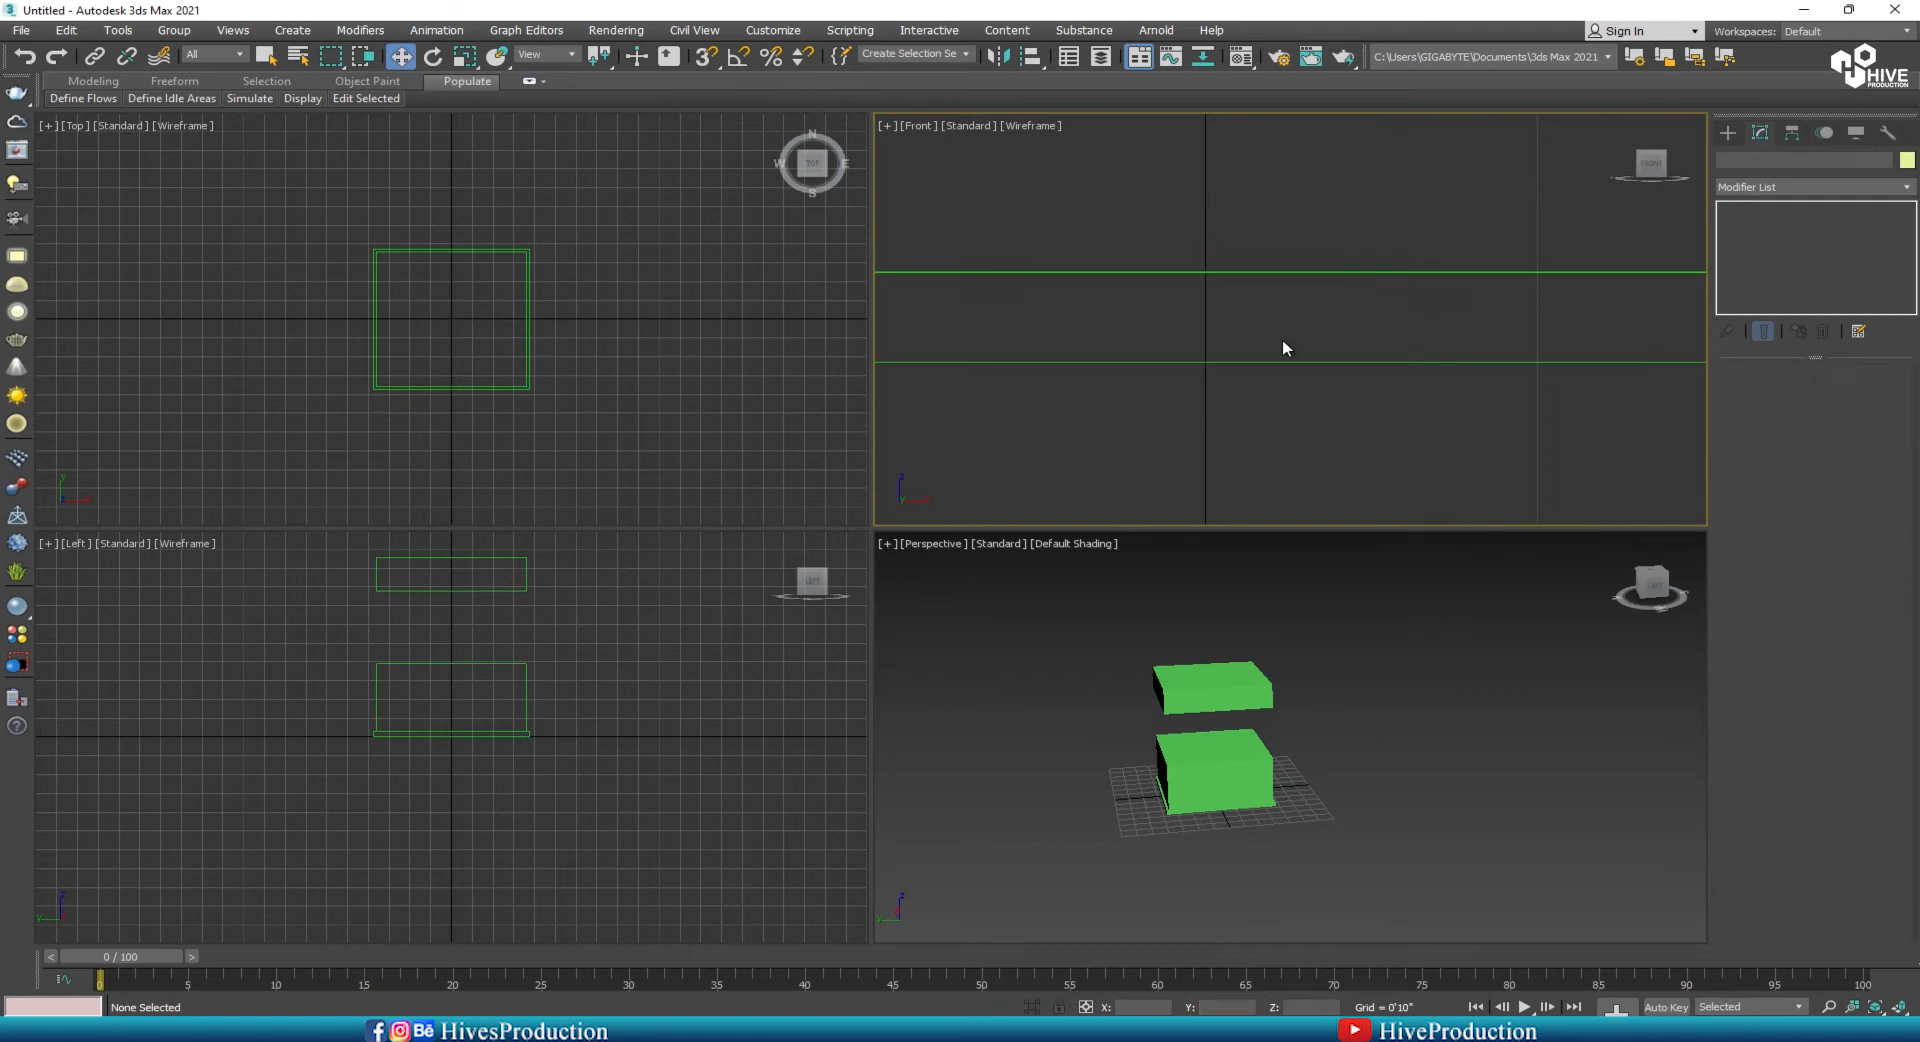 Untitled - Autodesk 3ds Max 2021
File Edit Tools Group Views Create Modifiers Animation Graph Editors Rendering Civil View Customize Scripting Interactive Content Substance Arnold Help
Sign In Workspaces: Default
All View Create Selection Se C:\Users\GIGABYTE\Documents\3ds Max 2021
HIVE
PRODUCTION
Modeling Freeform Selection Object Paint Populate
Define Flows Define Idle Areas Simulate Display Edit Selected
[+] [Top] [Standard] [Wireframe]
[+] [Front] [Standard] [Wireframe]
N
W TOP E
S
FRONT
Modifier List
y
z
[+] [Left] [Standard] [Wireframe]
[+] [Perspective] [Standard] [Default Shading]
LEFT
LEFT
z
y
z
y
< 0 / 100 >
0 5 10 15 20 25 30 35 40 45 50 55 60 65 70 75 80 85 90 95 100
None Selected X: Y: Z: Grid = 0'10" Auto Key Selected
HivesProduction
HiveProduction